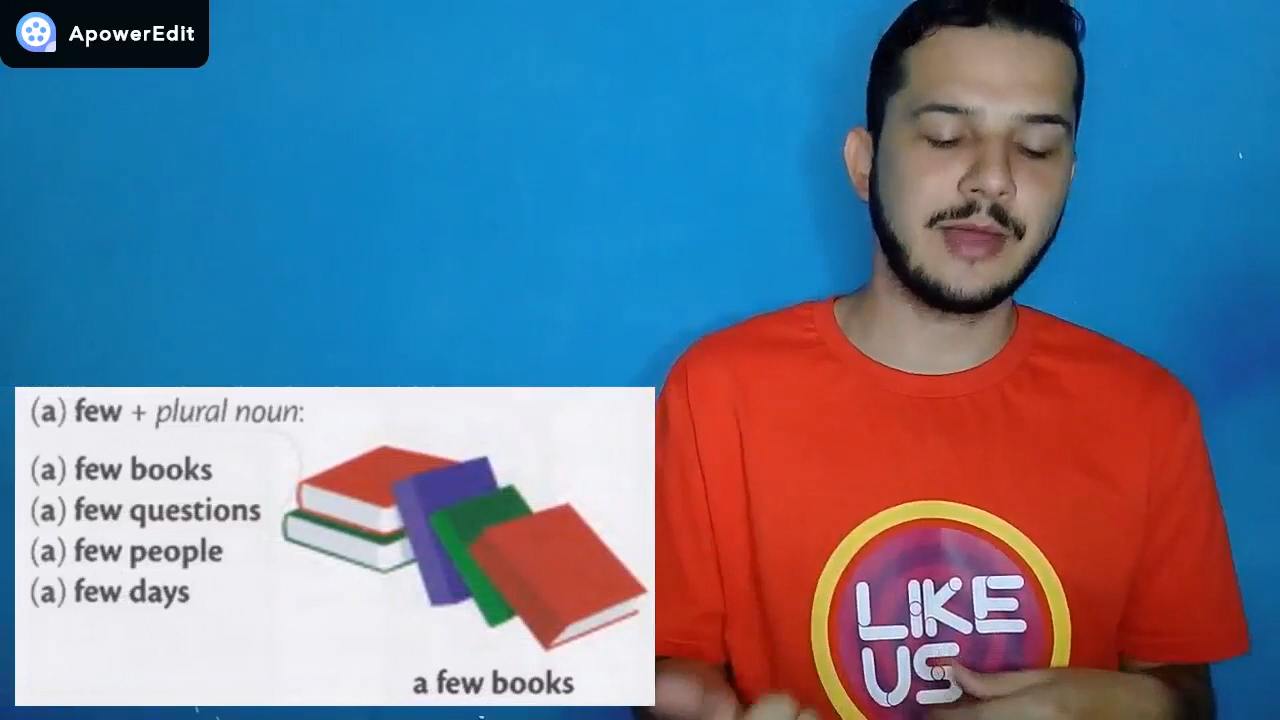 ApowerEdit
(a) few + plural noun:
(a) few books
(a) few questions
(a) few people
(a) few days
a few books
LIKE
US